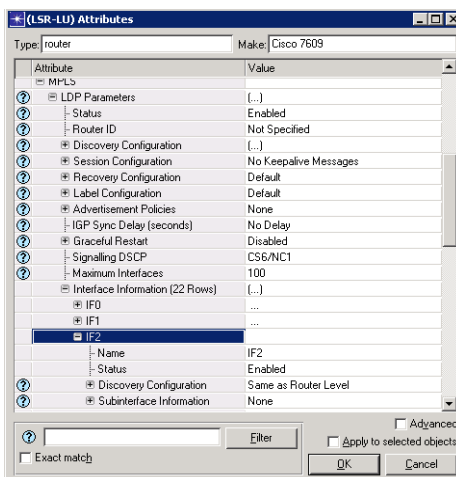 (LSR-LU) Attributes
Type: router Make: Cisco 7609
Attribute Value
MPLS
LDP Parameters (...)
Status Enabled
Router ID Not Specified
Discovery Configuration (...)
Session Configuration No Keepalive Messages
Recovery Configuration Default
Label Configuration Default
Advertisement Policies None
IGP Sync Delay (seconds) No Delay
Graceful Restart Disabled
Signalling DSCP CS6/NC1
Maximum Interfaces 100
Interface Information (22 Rows) (...)
IF0 ...
IF1 ...
IF2
Name IF2
Status Enabled
Discovery Configuration Same as Router Level
Subinterface Information None
Advanced
Filter Apply to selected objects
Exact match
OK Cancel